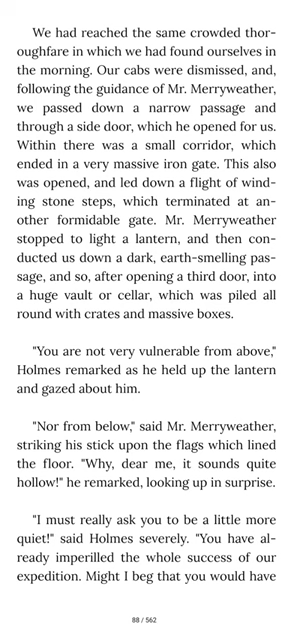 We had reached the same crowded thor-
oughfare in which we had found ourselves in
the morning. Our cabs were dismissed, and,
following the guidance of Mr. Merryweather,
we passed down a narrow passage and
through a side door, which he opened for us.
Within there was a small corridor, which
ended in a very massive iron gate. This also
was opened, and led down a flight of wind-
ing stone steps, which terminated at an-
other formidable gate. Mr. Merryweather
stopped to light a lantern, and then con-
ducted us down a dark, earth-smelling pas-
sage, and so, after opening a third door, into
a huge vault or cellar, which was piled all
round with crates and massive boxes.
"You are not very vulnerable from above,"
Holmes remarked as he held up the lantern
and gazed about him.
"Nor from below," said Mr. Merryweather,
striking his stick upon the flags which lined
the floor. "Why, dear me, it sounds quite
hollow!" he remarked, looking up in surprise.
"I must really ask you to be a little more
quiet!" said Holmes severely. "You have al-
ready imperilled the whole success of our
expedition. Might I beg that you would have
88 / 562